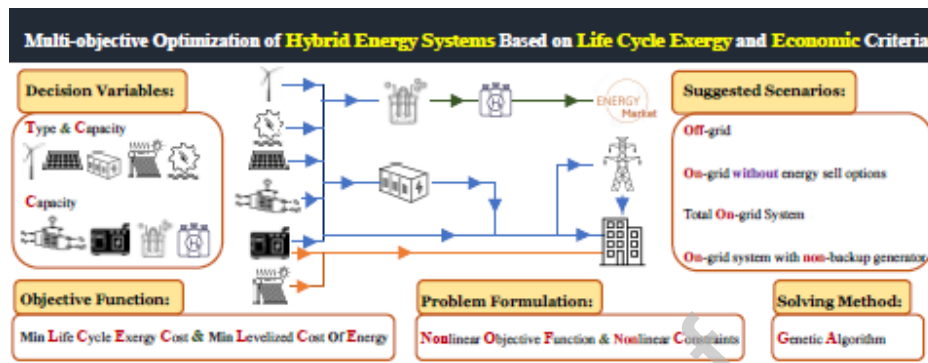 Multi-objective Optimization of Hybrid Energy Systems Based on Life Cycle Exergy and Economic Criteria
Decision Variables:
Type & Capacity
Capacity
H
ENERGY
Market
Suggested Scenarios:
Off-grid
On-grid without energy sell options
Total On-grid System
On-grid system with non-backup generator
Objective Function:
Min Life Cycle Exergy Cost & Min Levelized Cost Of Energy
Problem Formulation:
Nonlinear Objective Function & Nonlinear Constraints
Solving Method:
Genetic Algorithm